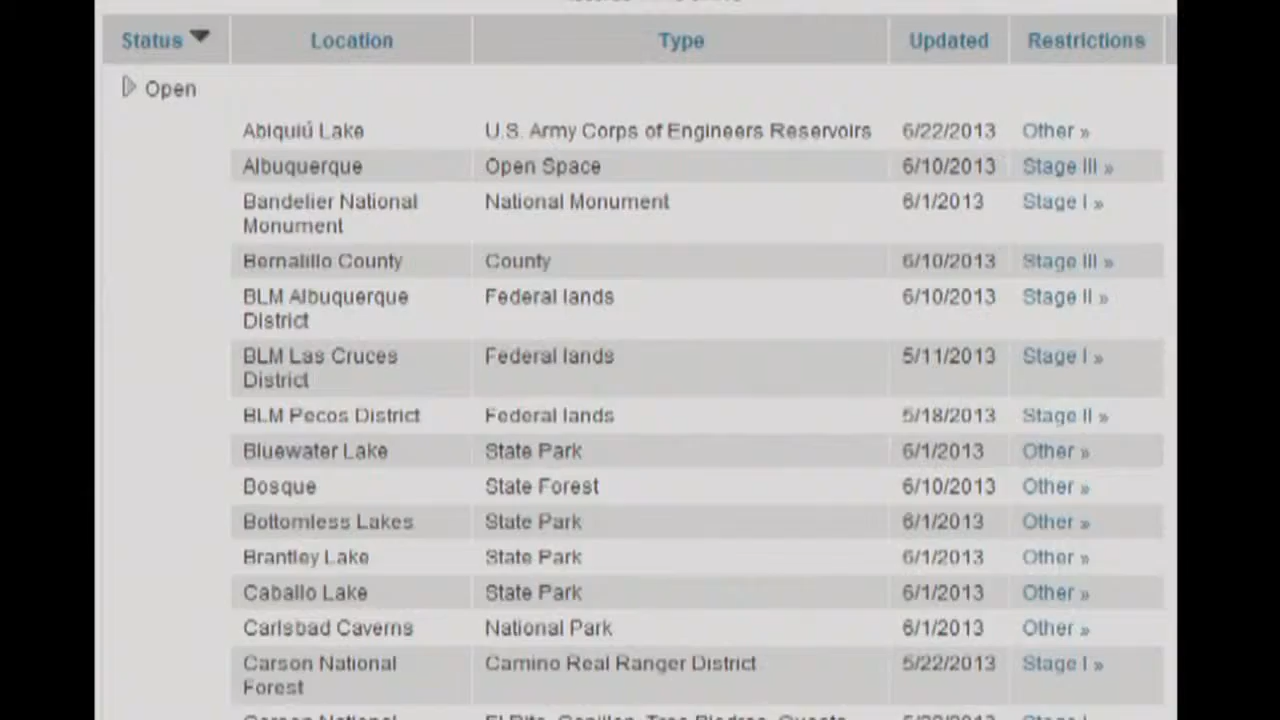 Status Location Type Updated Restrictions
Open
Abiquiú Lake U.S. Army Corps of Engineers Reservoirs 6/22/2013 Other »
Albuquerque Open Space 6/10/2013 Stage III »
Bandelier National National Monument 6/1/2013 Stage I »
Monument
Bernalillo County County 6/10/2013 Stage III »
BLM Albuquerque Federal lands 6/10/2013 Stage II »
District
BLM Las Cruces Federal lands 5/11/2013 Stage I »
District
BLM Pecos District Federal lands 5/18/2013 Stage II »
Bluewater Lake State Park 6/1/2013 Other »
Bosque State Forest 6/10/2013 Other »
Bottomless Lakes State Park 6/1/2013 Other »
Brantley Lake State Park 6/1/2013 Other »
Caballo Lake State Park 6/1/2013 Other »
Carlsbad Caverns National Park 6/1/2013 Other »
Carson National Camino Real Ranger District 5/22/2013 Stage I »
Forest
Carson National